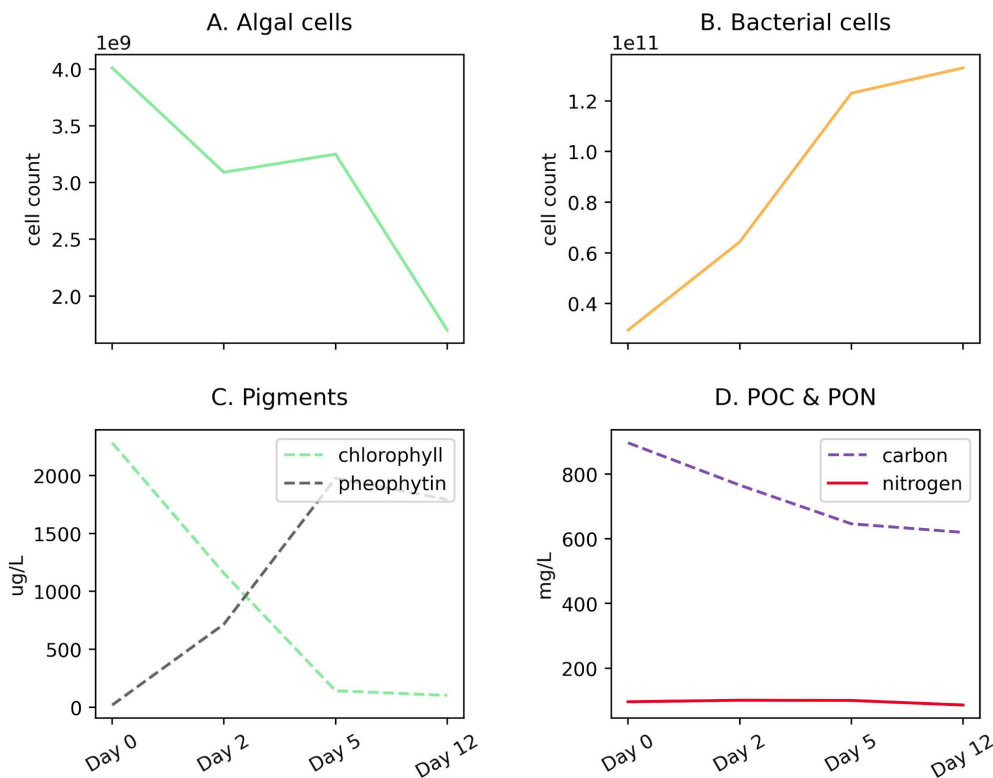 A. Algal cells
1e9
cell count
4.0
3.5
3.0
2.5
2.0
B. Bacterial cells
1e11
cell count
1.2
1.0
0.8
0.6
0.4
C. Pigments
ug/L
2000
1500
1000
500
0
chlorophyll
pheophytin
Day 0
Day 2
Day 5
Day 12
D. POC & PON
mg/L
800
600
400
200
carbon
nitrogen
Day 0
Day 2
Day 5
Day 12